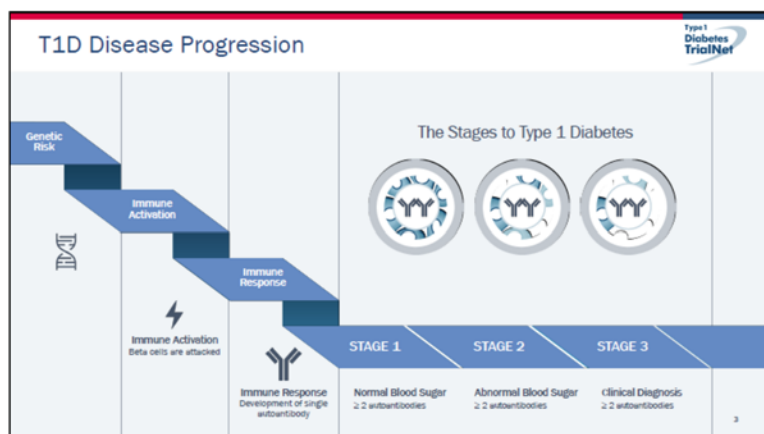 T1D Disease Progression
Type 1
Diabetes
TrialNet
Genetic
Risk
The Stages to Type 1 Diabetes
Immune
Activation
Immune
Response
Immune Activation
Beta cells are attacked
STAGE 1
STAGE 2
STAGE 3
Immune Response
Development of single
autoantibody
Normal Blood Sugar
≥ 2 autoantibodies
Abnormal Blood Sugar
≥ 2 autoantibodies
Clinical Diagnosis
≥ 2 autoantibodies
3